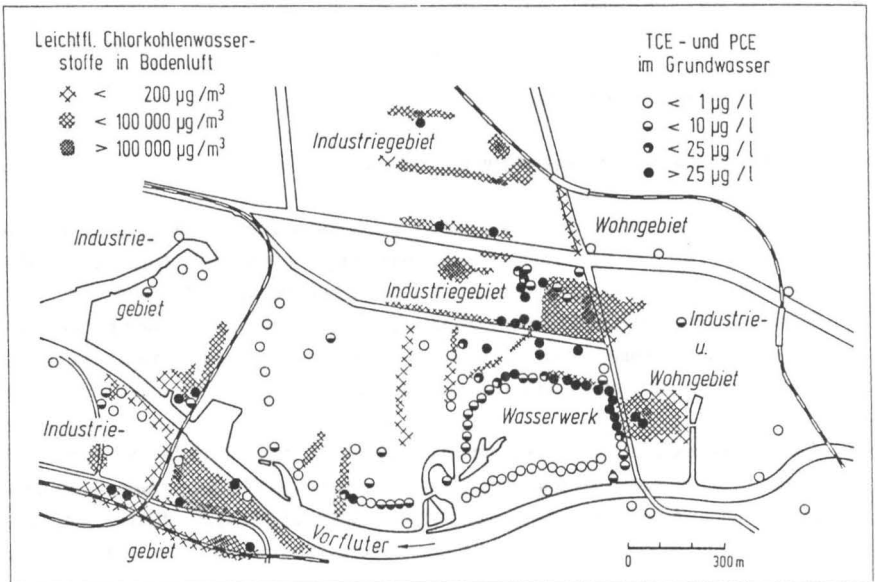 Leichtfl. Chlorkohlenwasser-
stoffe in Bodenluft
< 200 µg/m³
< 100 000 µg/m³
> 100 000 µg/m³
TCE - und PCE
im Grundwasser
< 1 µg / l
< 10 µg / l
< 25 µg / l
> 25 µg / l
Industriegebiet
Wohngebiet
Industrie-
gebiet
Industriegebiet
Industrie-
u.
Wohngebiet
Wasserwerk
Industrie-
gebiet
Vorfluter
0 300 m